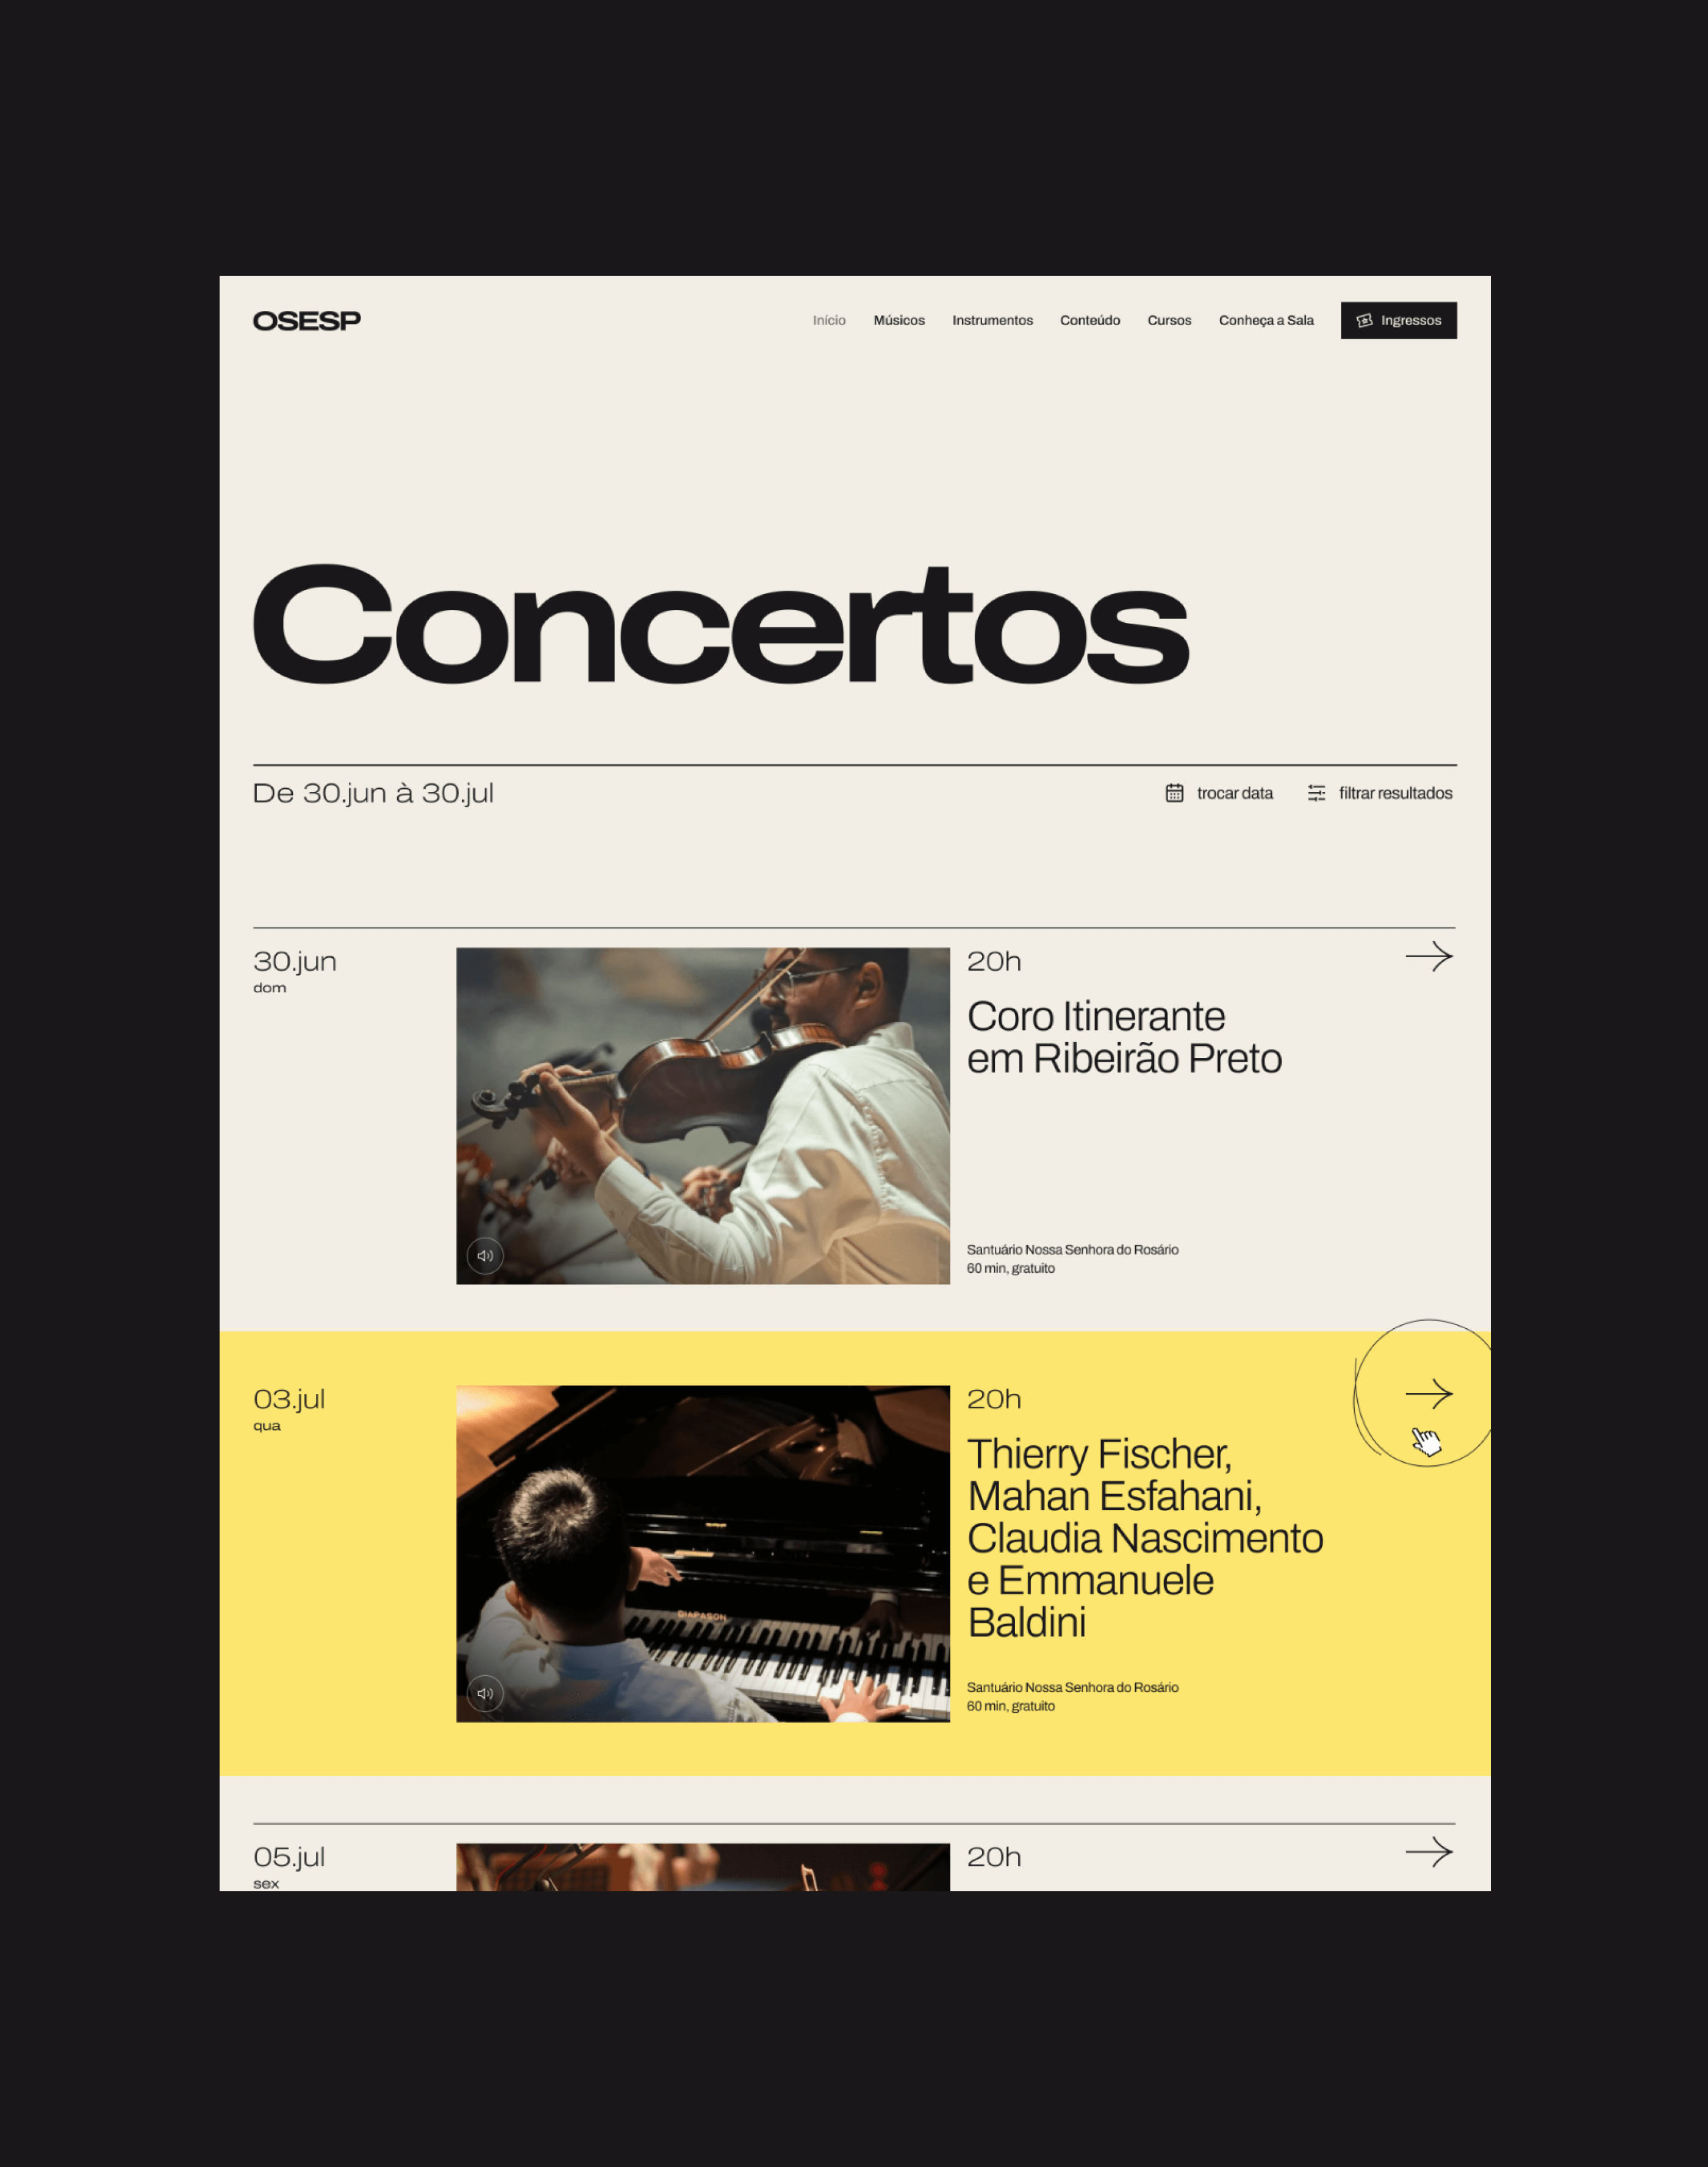 OSESP
Início
Músicos
Instrumentos
Conteúdo
Cursos
Conheça a Sala
Ingressos
Concertos
De 30.jun à 30.jul
trocar data
filtrar resultados
30.jun
dom
20h
Coro Itinerante
em Ribeirão Preto
Santuário Nossa Senhora do Rosário
60 min, gratuito
03.jul
qua
DIAPASON
20h
Thierry Fischer,
Mahan Esfahani,
Claudia Nascimento
e Emmanuele
Baldini
Santuário Nossa Senhora do Rosário
60 min, gratuito
05.jul
sex
20h